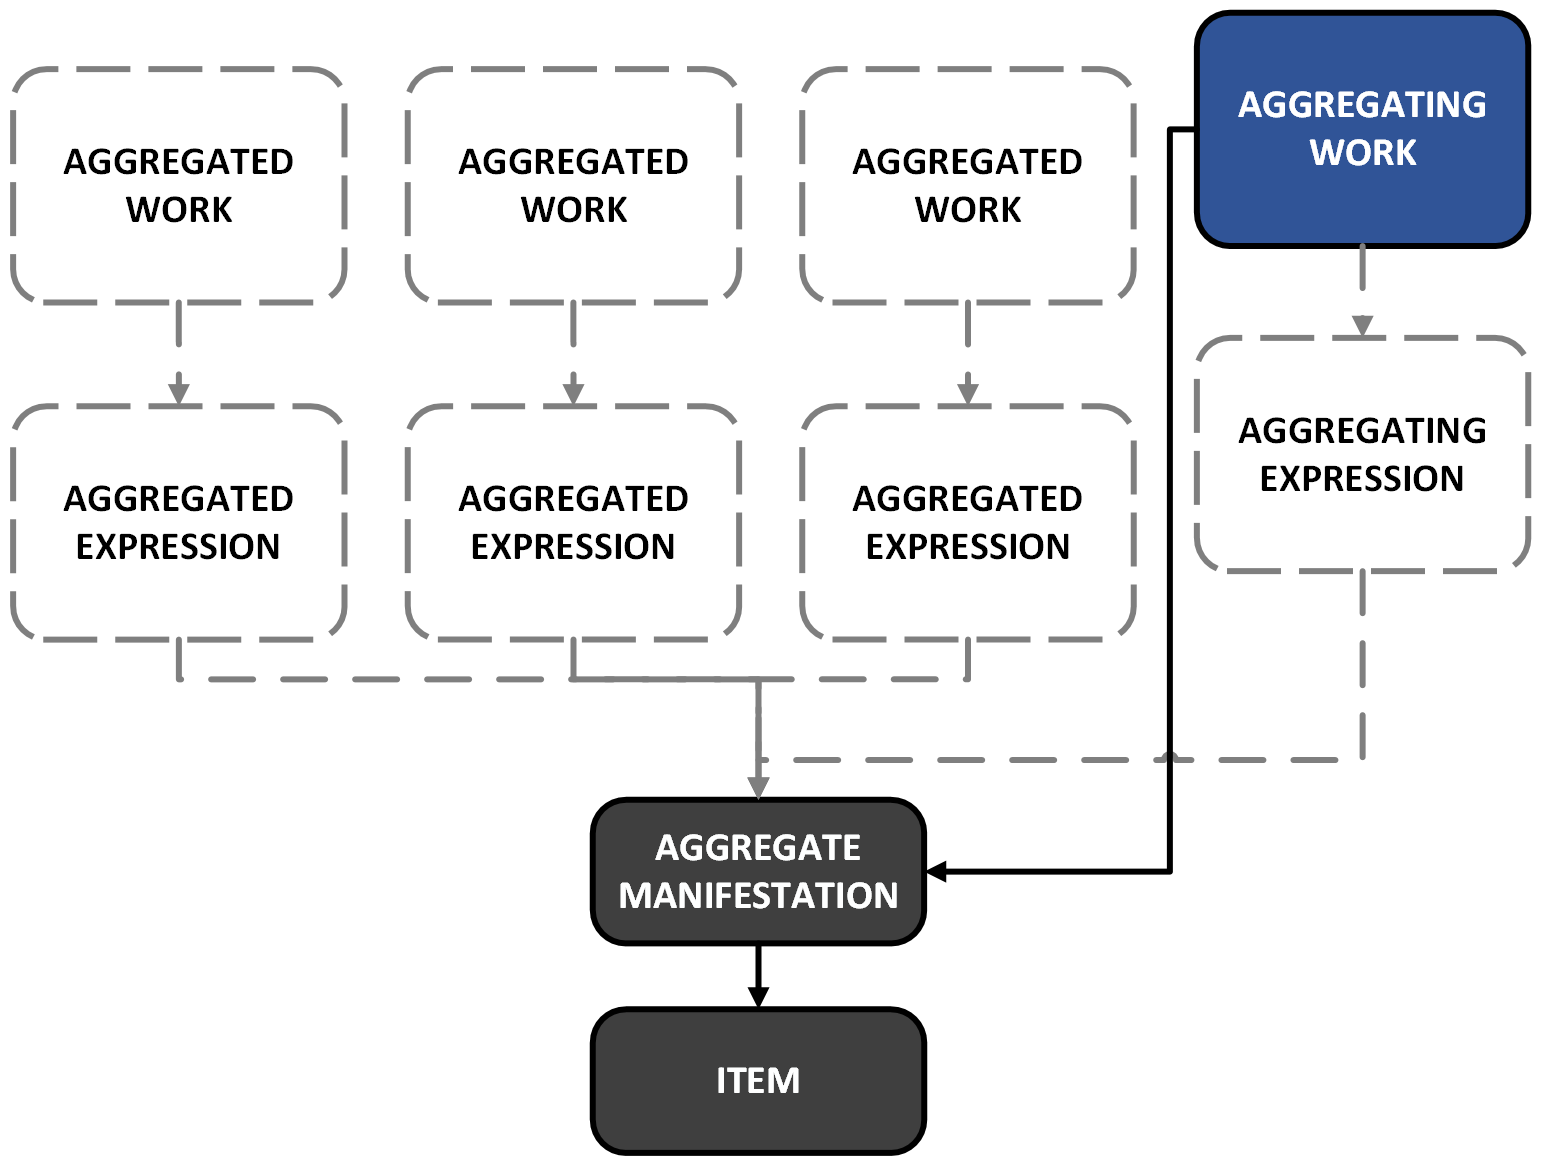 AGGREGATING
WORK
AGGREGATED
WORK
AGGREGATED
WORK
AGGREGATED
WORK
AGGREGATING
EXPRESSION
AGGREGATED
EXPRESSION
AGGREGATED
EXPRESSION
AGGREGATED
EXPRESSION
AGGREGATE
MANIFESTATION
ITEM